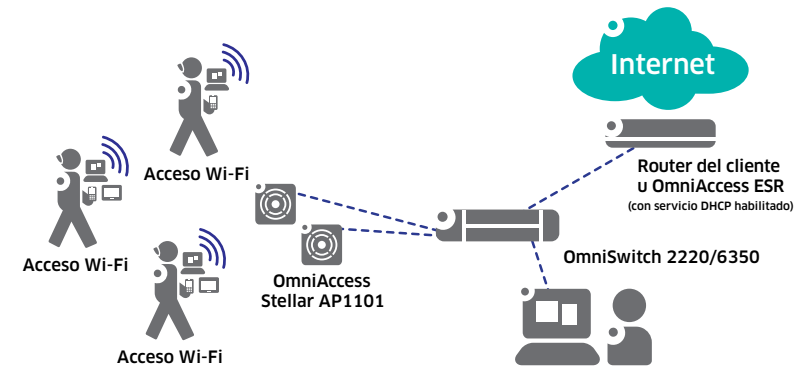 Internet
Acceso Wi-Fi
Router del cliente
u OmniAccess ESR
(con servicio DHCP habilitado)
Acceso Wi-Fi
OmniSwitch 2220/6350
OmniAccess
Stellar AP1101
Acceso Wi-Fi